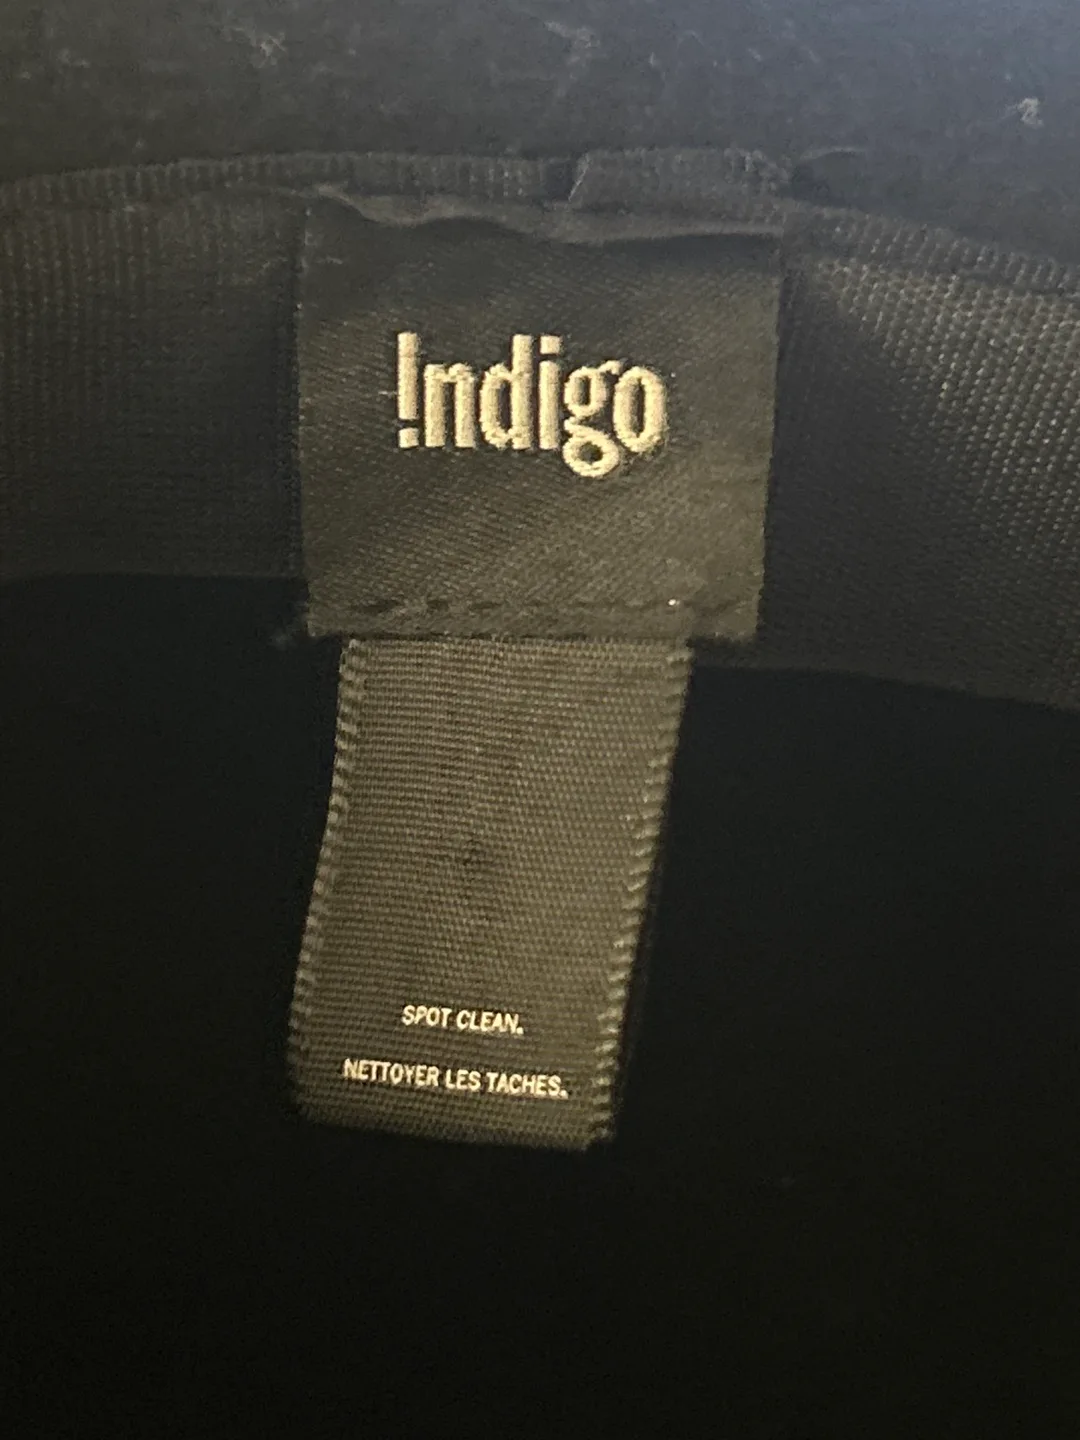 !ndigo
SPOT CLEAN.
NETTOYER LES TACHES.